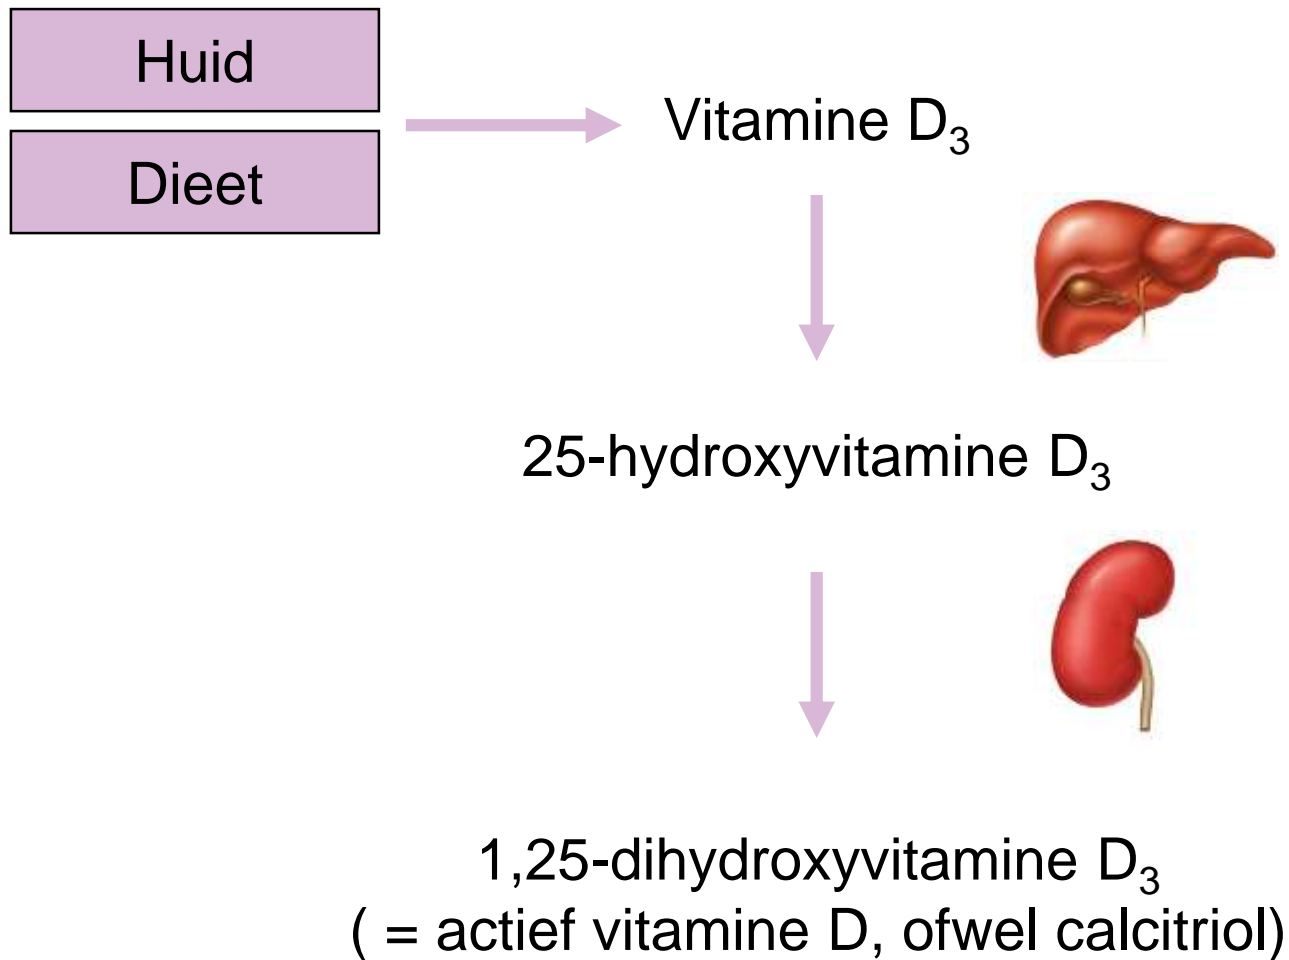 Huid
Dieet
Vitamine D₃
25-hydroxyvitamine D₃
1,25-dihydroxyvitamine D₃
( = actief vitamine D, ofwel calcitriol)